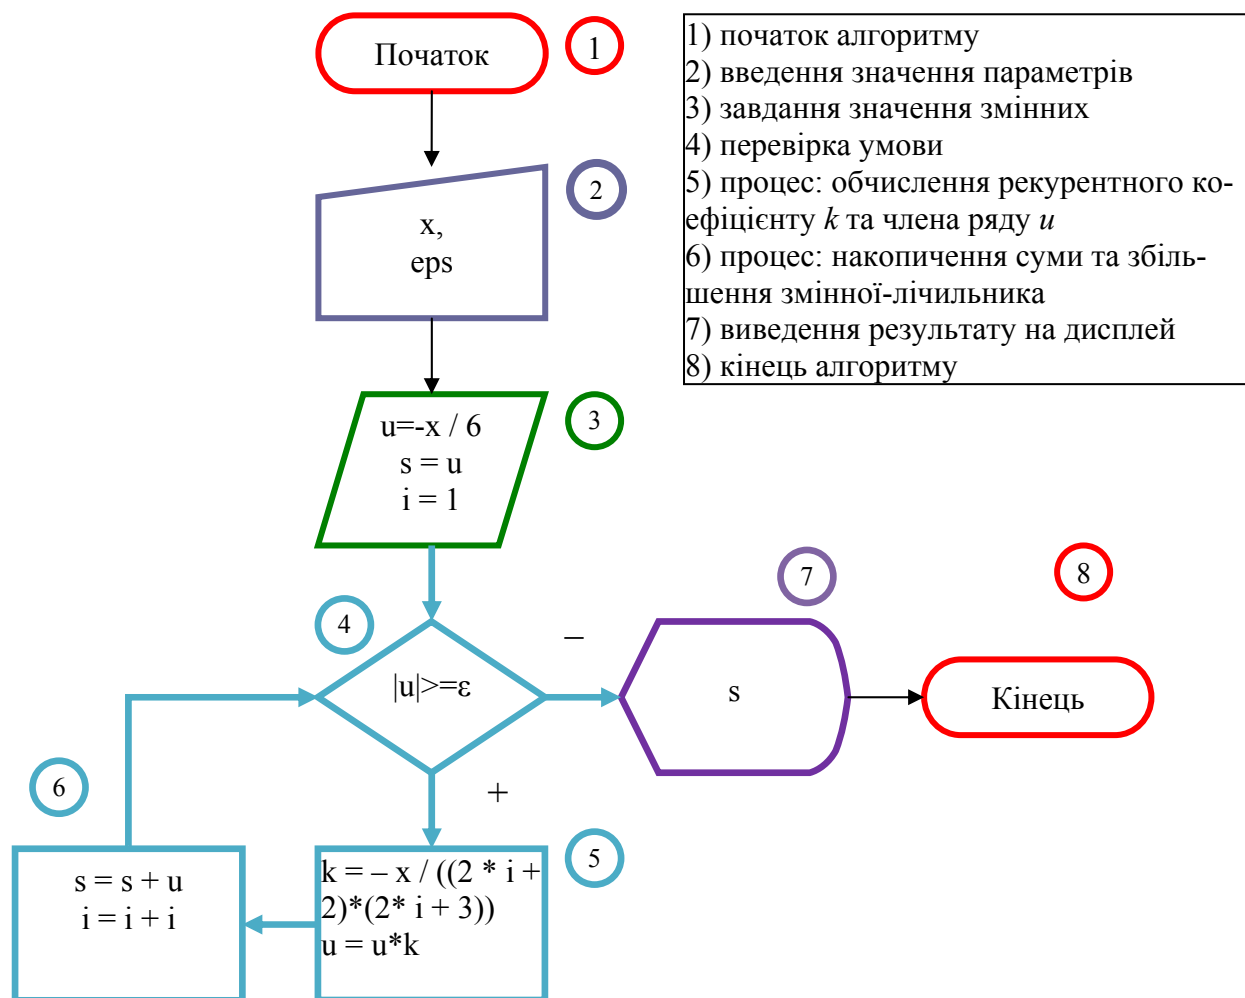 Початок
1
2
x,
eps
3
u=-x / 6
s = u
i = 1
4
|u|>=ε
–
+
5
k = – x / ((2 * i +
2)*(2* i + 3))
u = u*k
6
s = s + u
i = i + i
7
s
8
Кінець
1) початок алгоритму
2) введення значення параметрів
3) завдання значення змінних
4) перевірка умови
5) процес: обчислення рекурентного ко-
ефіцієнту k та члена ряду u
6) процес: накопичення суми та збіль-
шення змінної-лічильника
7) виведення результату на дисплей
8) кінець алгоритму